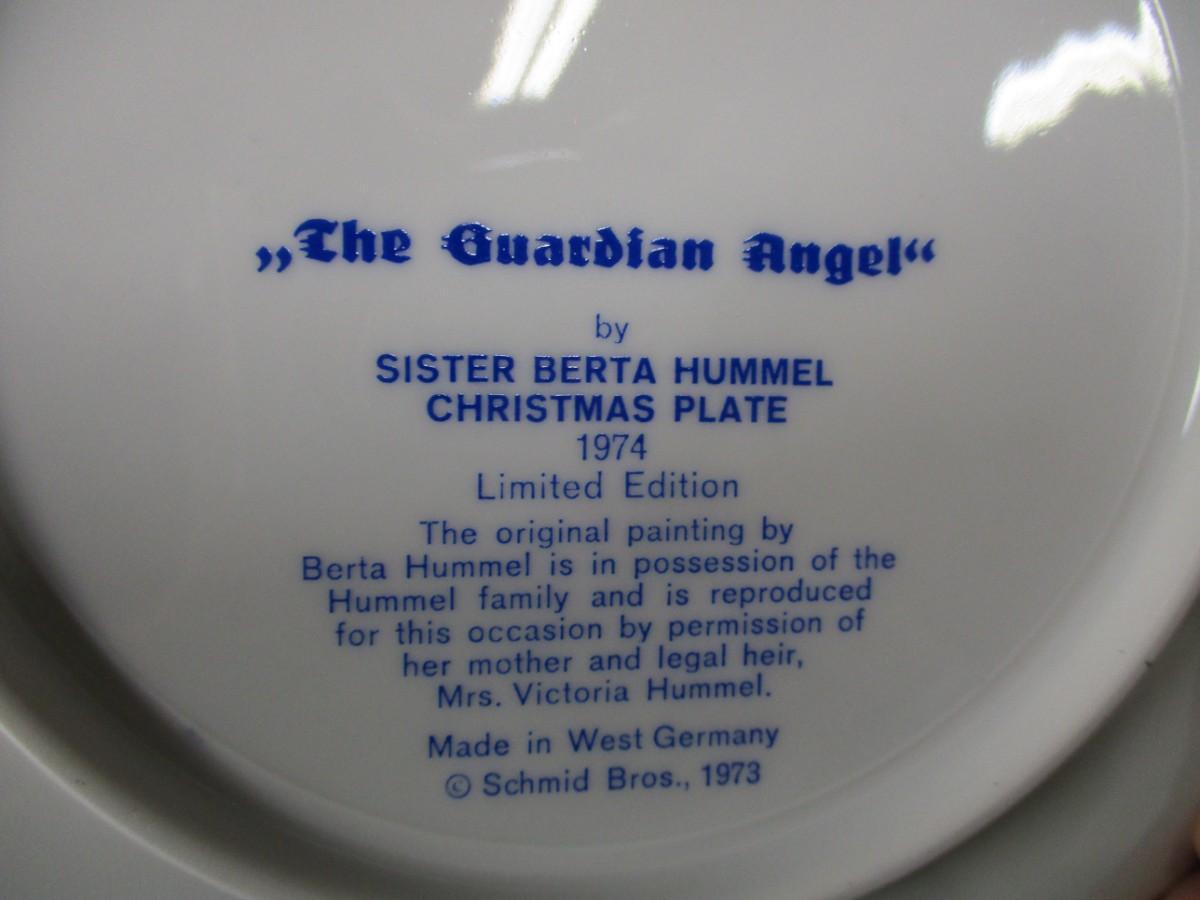 „The Guardian Angel“
by
SISTER BERTA HUMMEL
CHRISTMAS PLATE
1974
Limited Edition
The original painting by
Berta Hummel is in possession of the
Hummel family and is reproduced
for this occasion by permission of
her mother and legal heir,
Mrs. Victoria Hummel.
Made in West Germany
© Schmid Bros., 1973